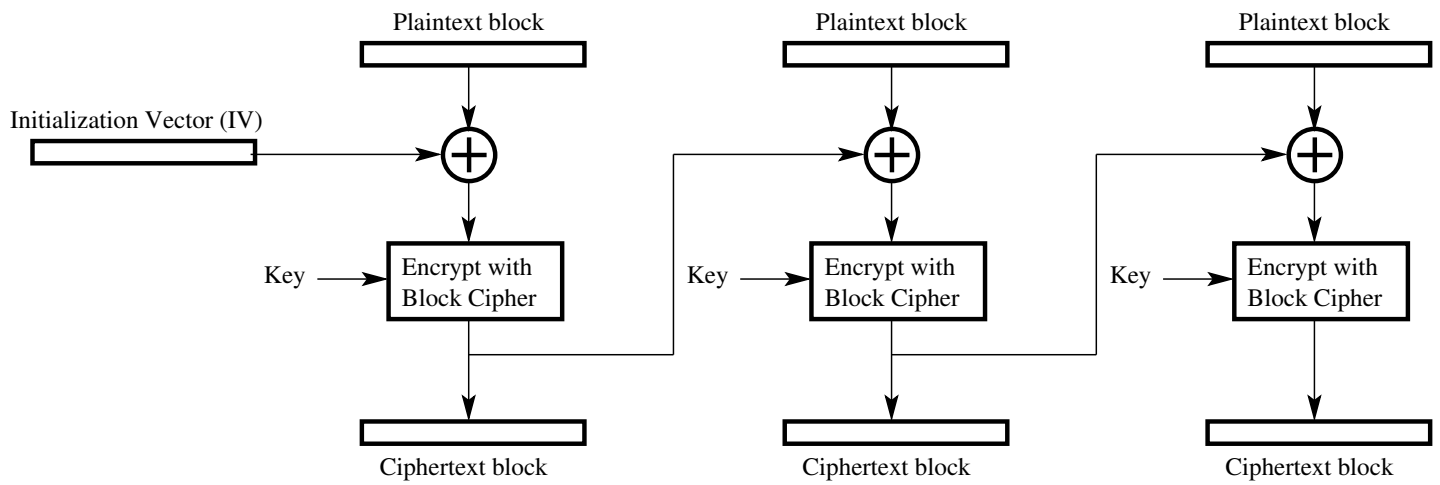 Plaintext block
Plaintext block
Plaintext block
Initialization Vector (IV)
Key
Encrypt with
Block Cipher
Key
Encrypt with
Block Cipher
Key
Encrypt with
Block Cipher
Ciphertext block
Ciphertext block
Ciphertext block